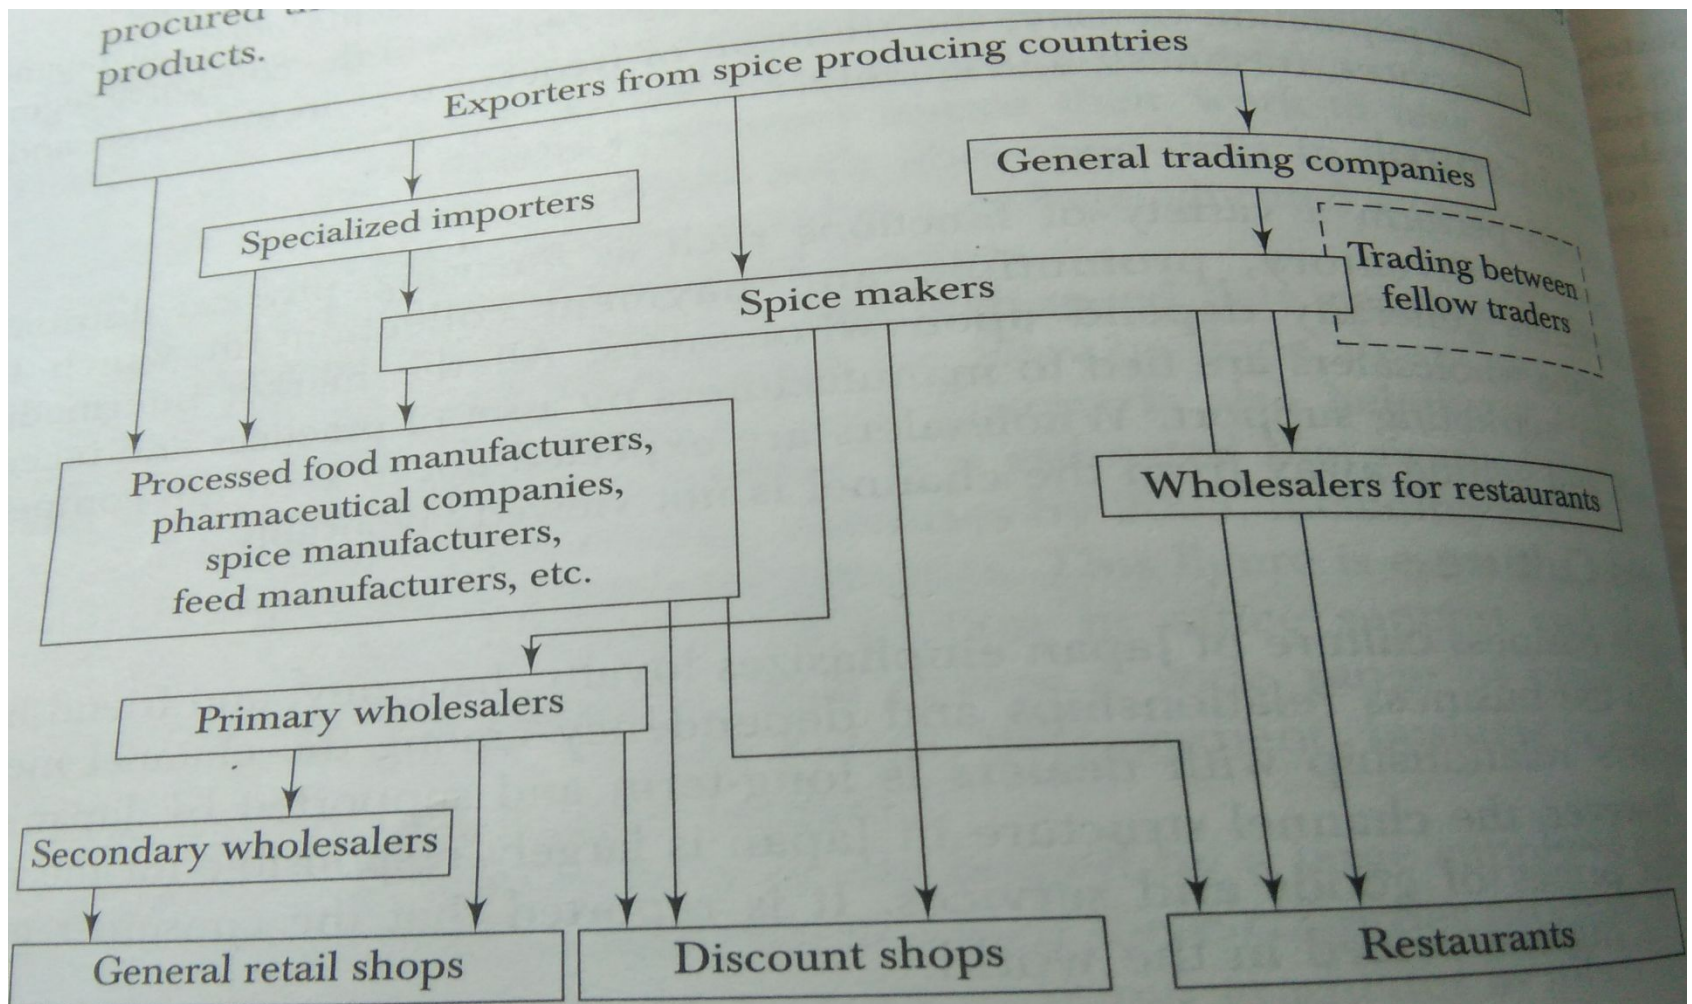 procured
products.
Exporters from spice producing countries
General trading companies
Specialized importers
Trading between
fellow traders
Spice makers
Processed food manufacturers,
pharmaceutical companies,
spice manufacturers,
feed manufacturers, etc.
Wholesalers for restaurants
Primary wholesalers
Secondary wholesalers
General retail shops
Discount shops
Restaurants